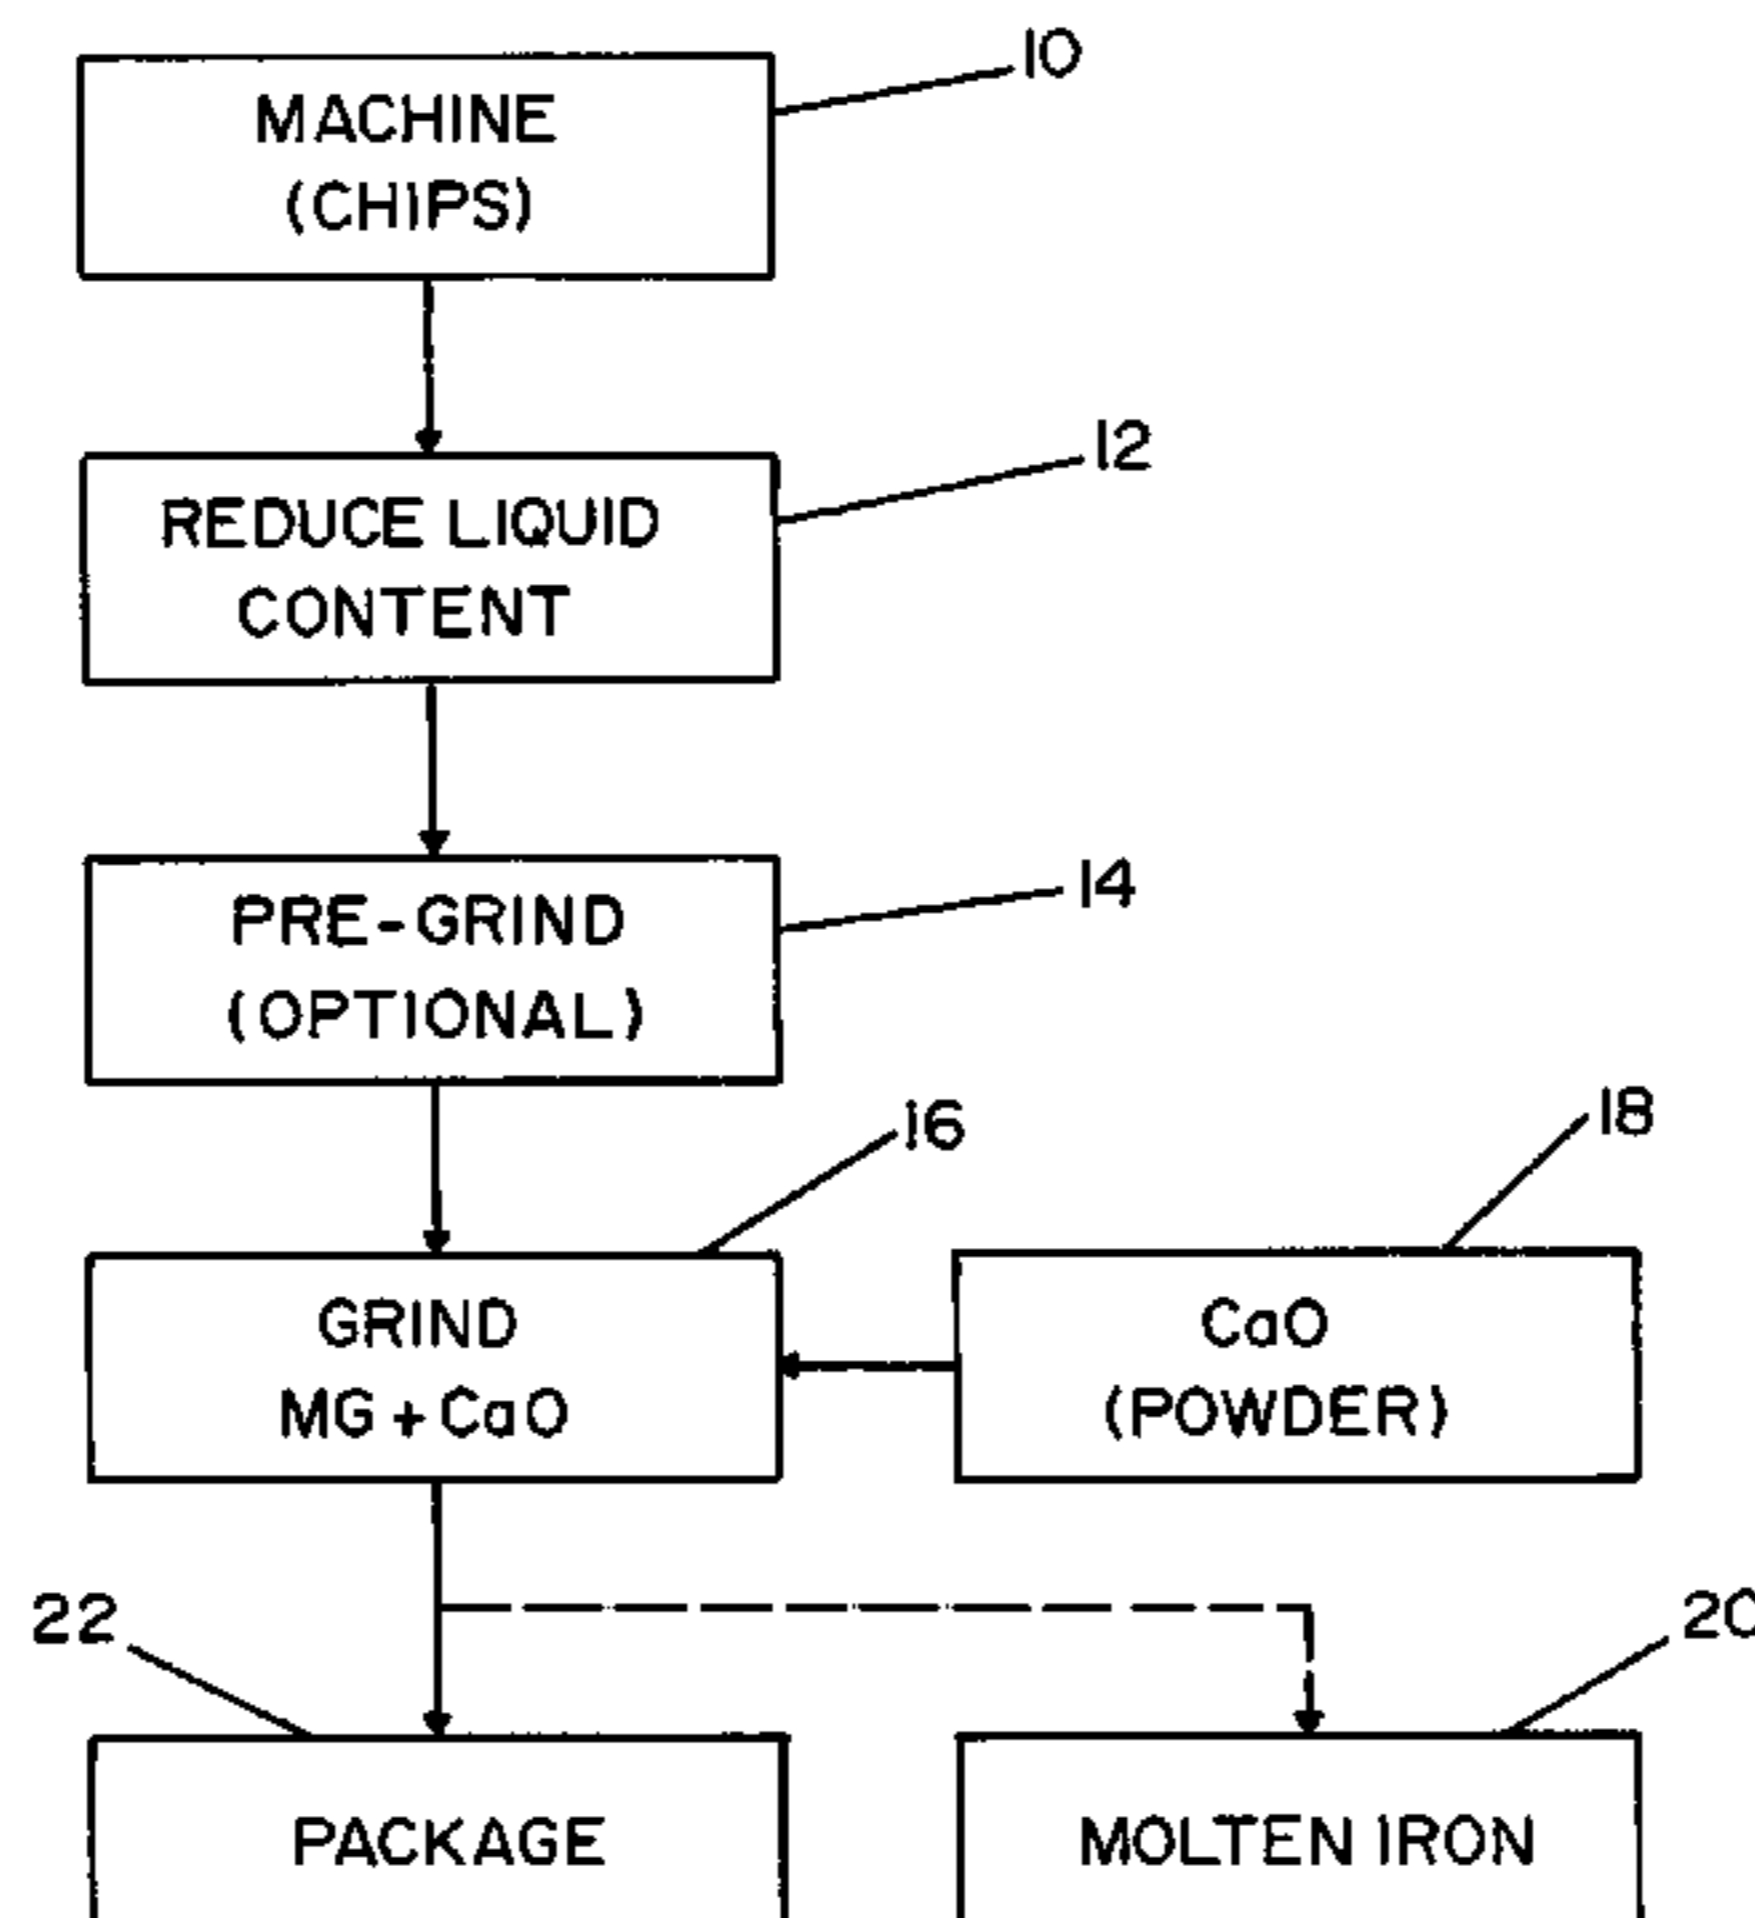 10
MACHINE
(CHIPS)
12
REDUCE LIQUID
CONTENT
14
PRE-GRIND
(OPTIONAL)
16
18
GRIND
MG + CaO
CaO
(POWDER)
22
20
PACKAGE
MOLTEN IRON